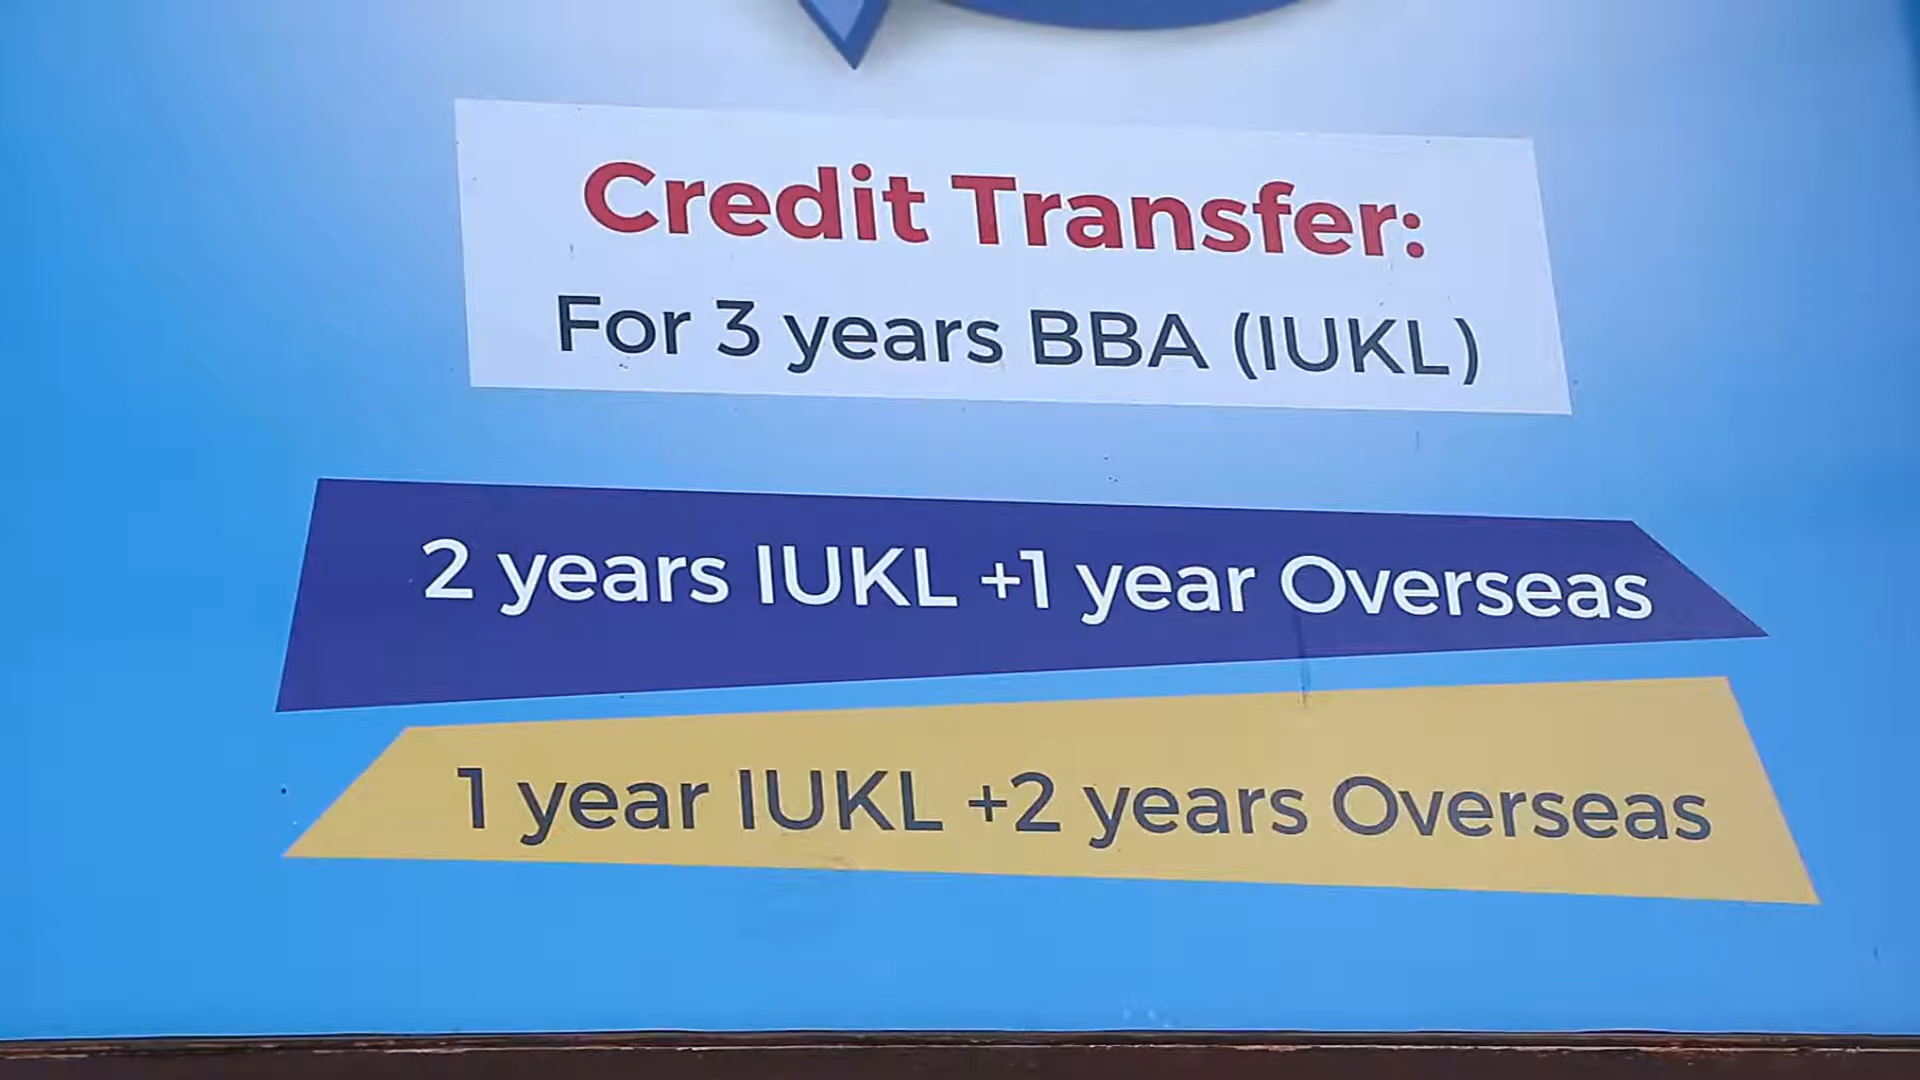 Credit Transfer:
For 3 years BBA (IUKL)
2 years IUKL +1 year Overseas
1 year IUKL +2 years Overseas